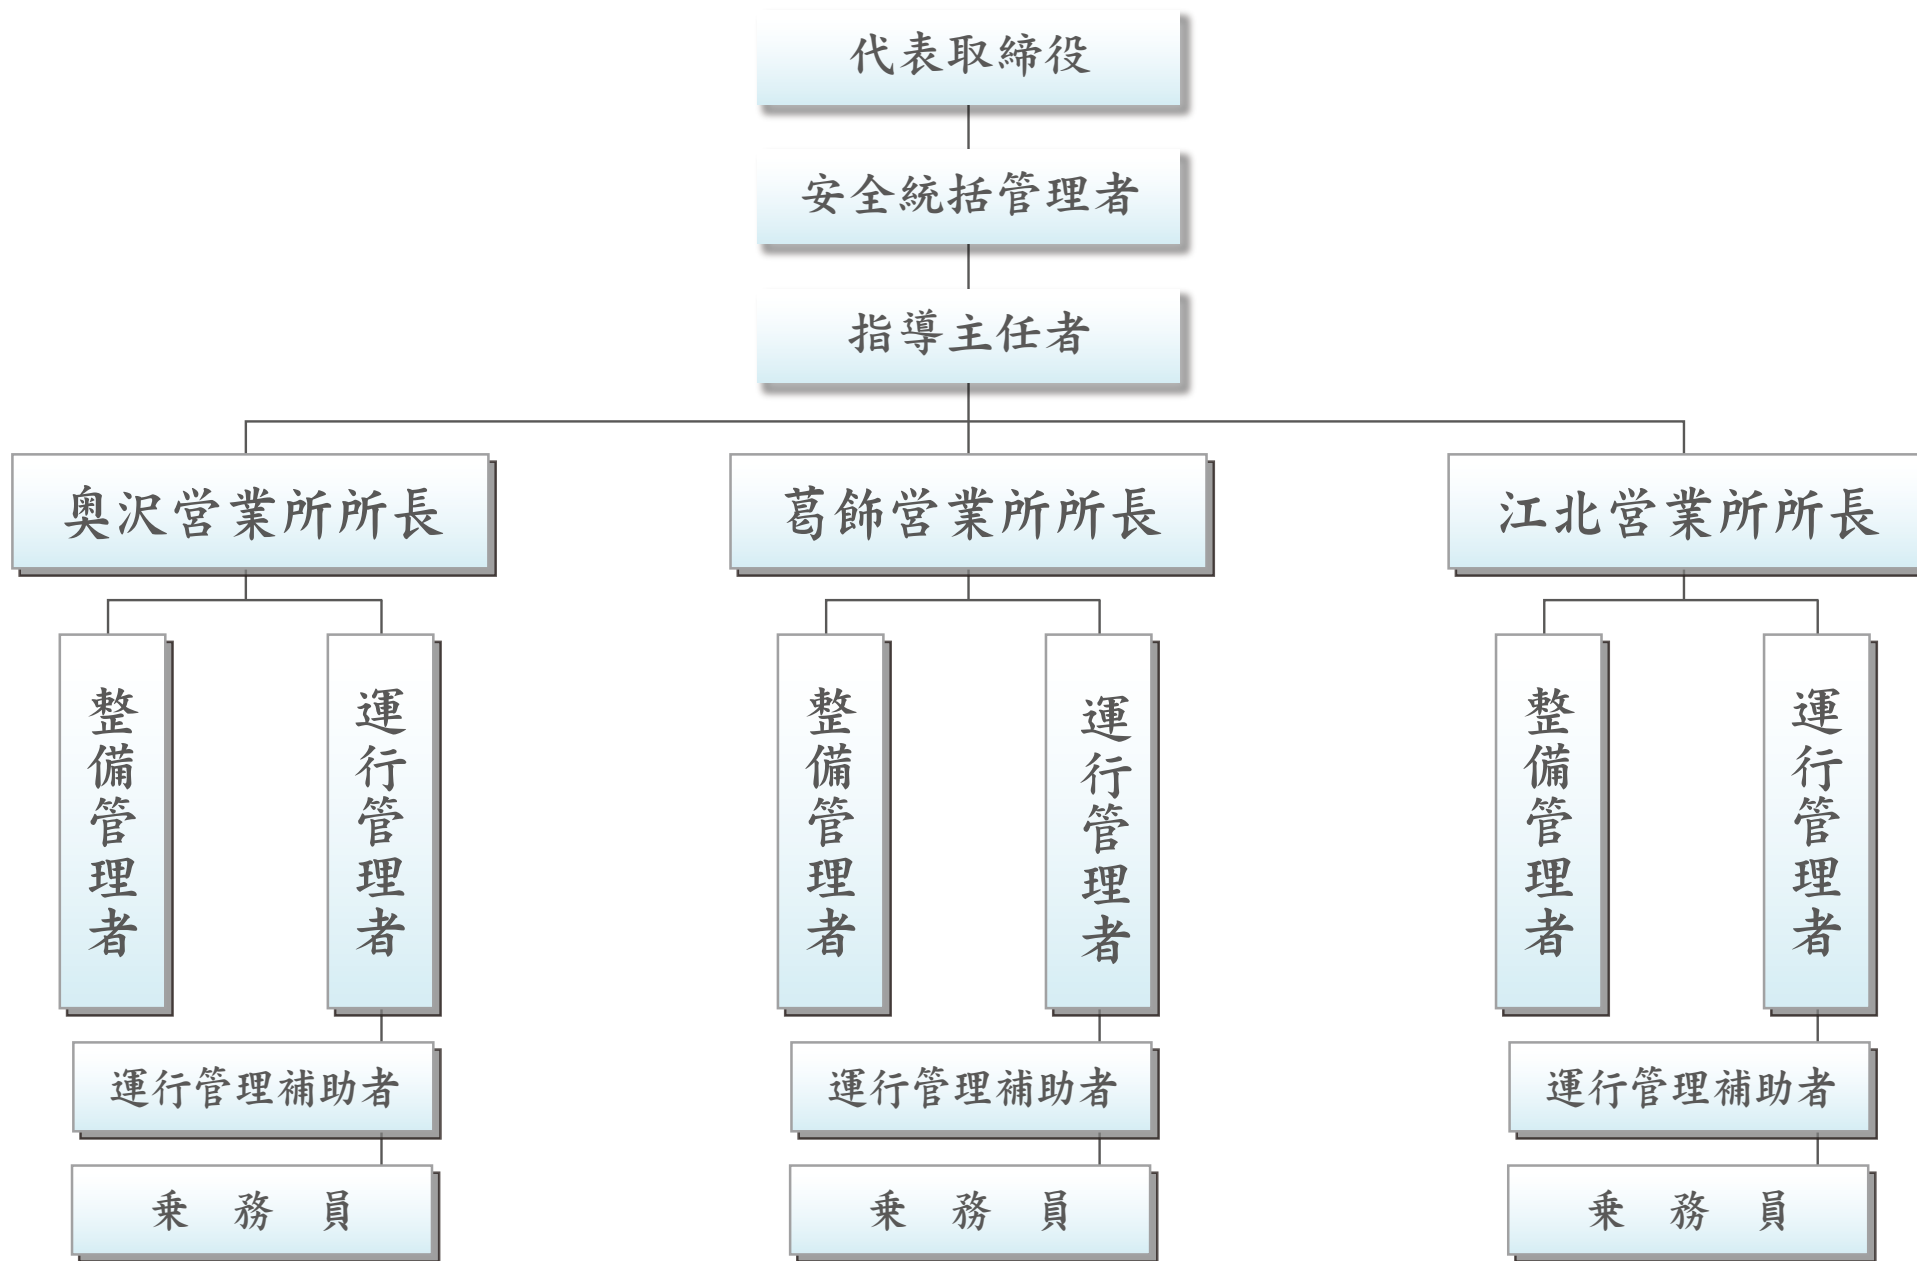 代表取締役
安全統括管理者
指導主任者
奥沢営業所所長
葛飾営業所所長
江北営業所所長
整備管理者
運行管理者
整備管理者
運行管理者
整備管理者
運行管理者
運行管理補助者
運行管理補助者
運行管理補助者
乗　務　員
乗　務　員
乗　務　員